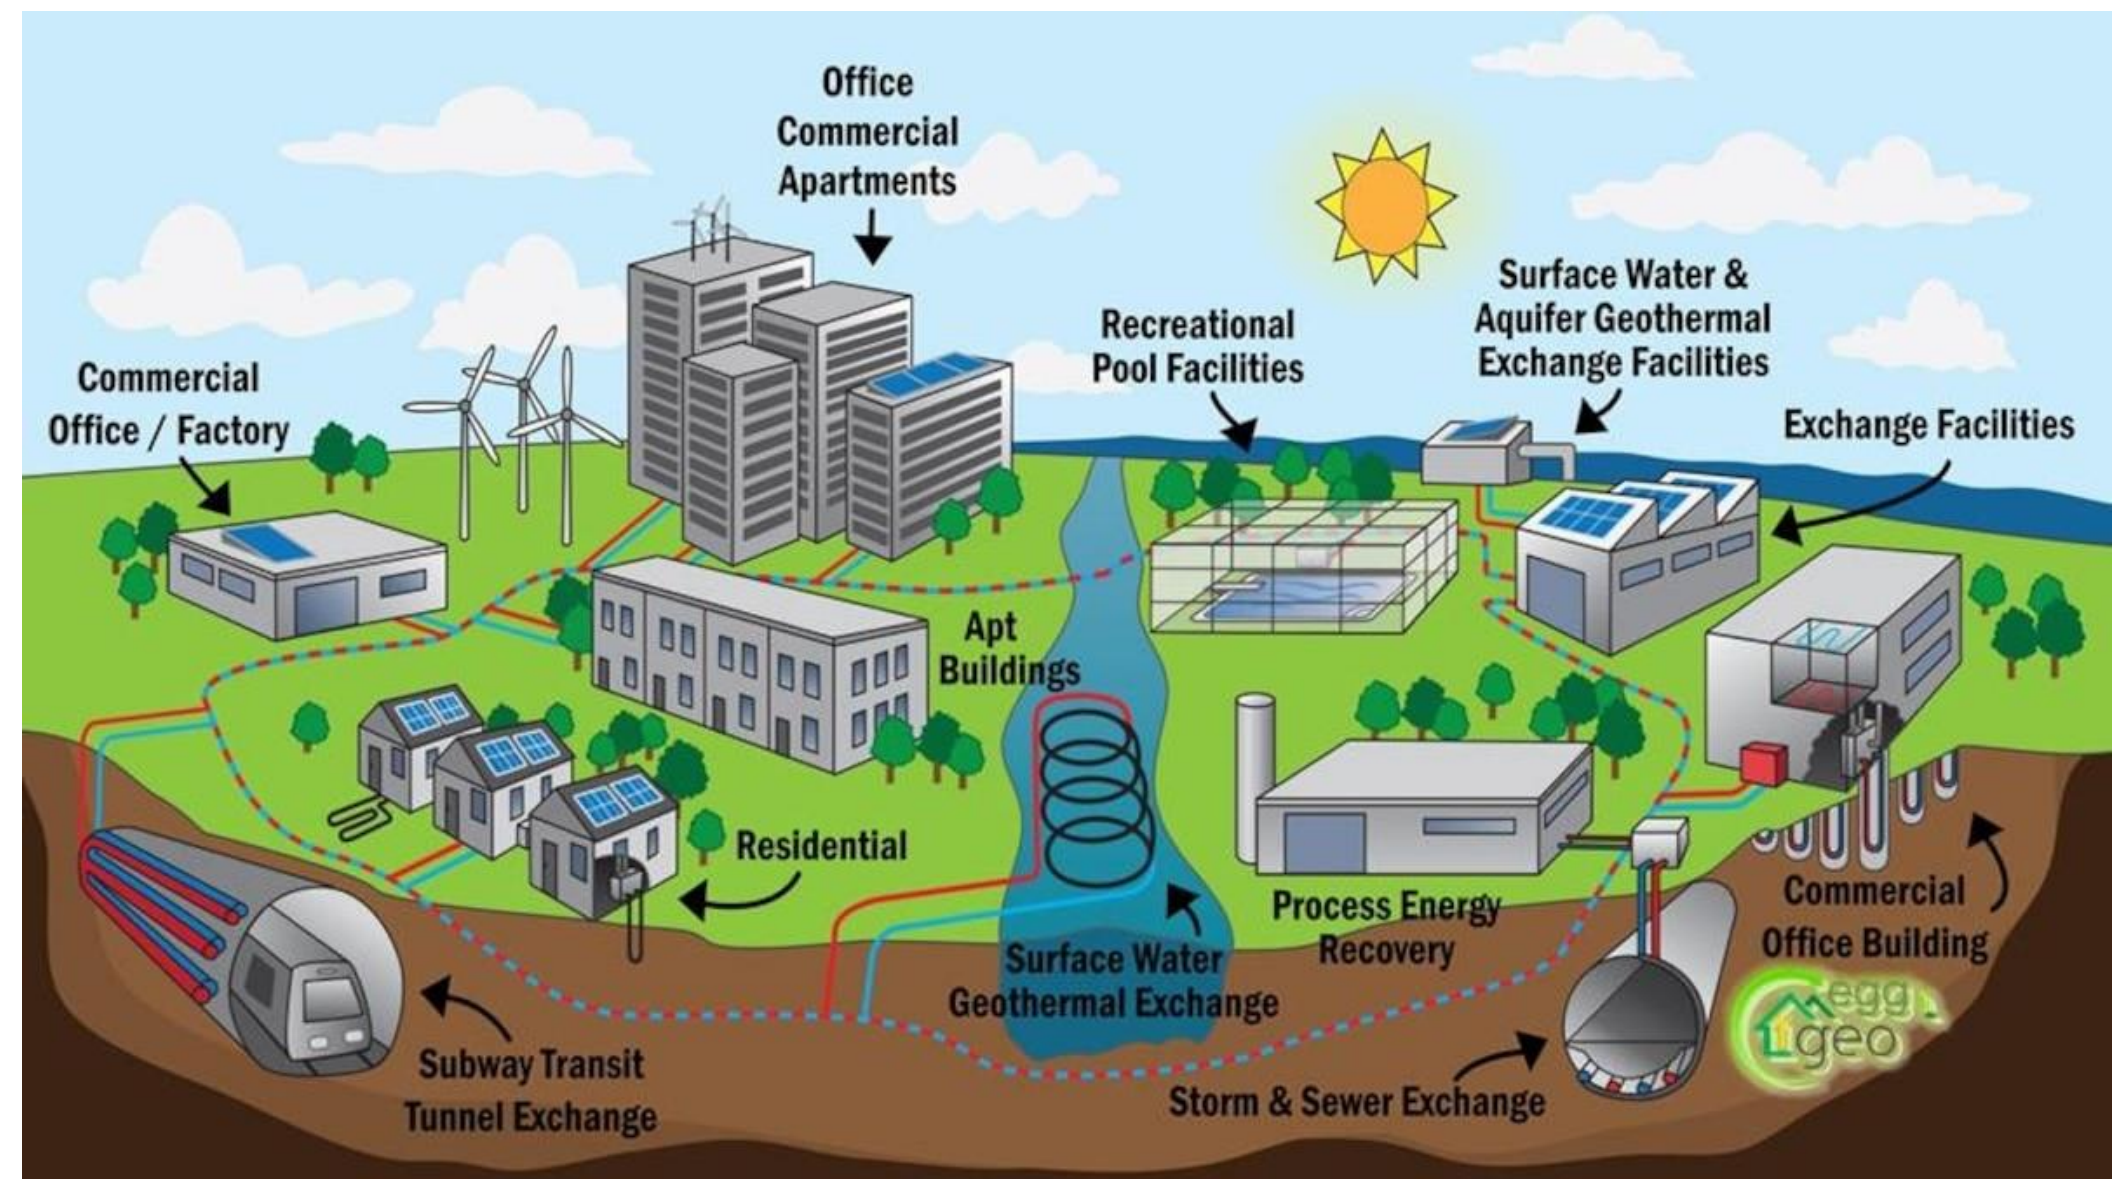 Office
Commercial
Apartments
Surface Water &
Aquifer Geothermal
Exchange Facilities
Recreational
Pool Facilities
Commercial
Office / Factory
Exchange Facilities
Apt
Buildings
Residential
Process Energy
Recovery
Commercial
Office Building
Surface Water
Geothermal Exchange
egg
geo
Subway Transit
Tunnel Exchange
Storm & Sewer Exchange